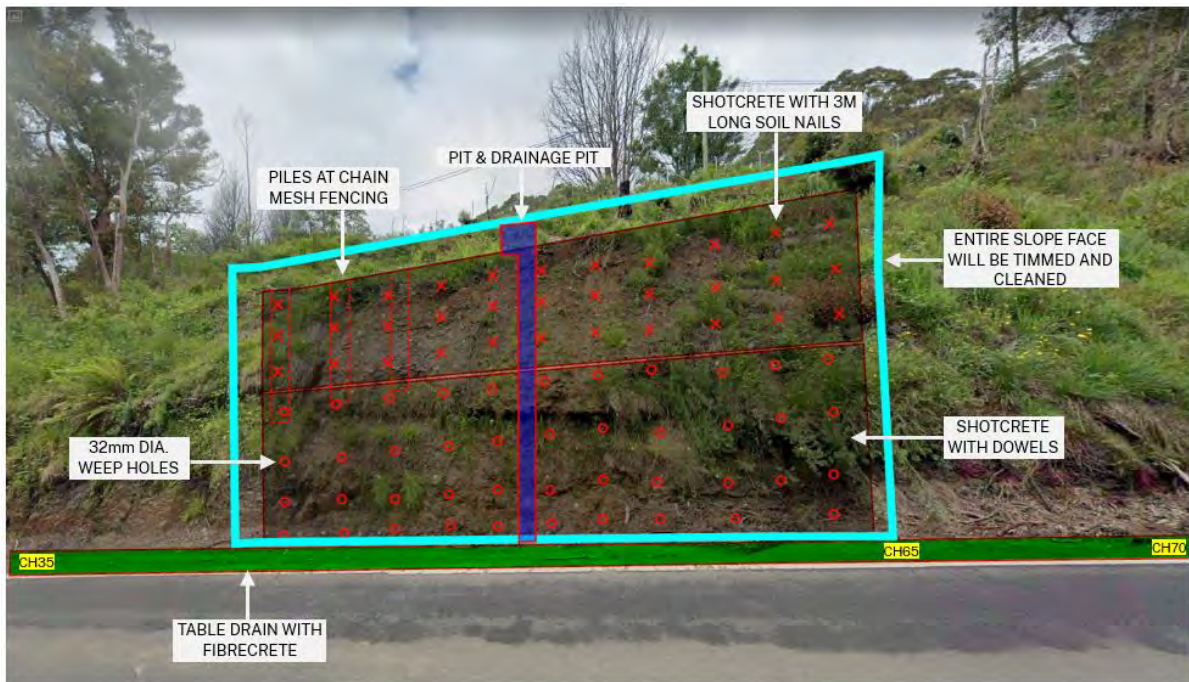 SHOTCRETE WITH 3M
LONG SOIL NAILS
PIT & DRAINAGE PIT
PILES AT CHAIN
MESH FENCING
ENTIRE SLOPE FACE
WILL BE TIMMED AND
CLEANED
32mm DIA.
WEEP HOLES
SHOTCRETE
WITH DOWELS
CH35
CH65
CH70
TABLE DRAIN WITH
FIBRECRETE